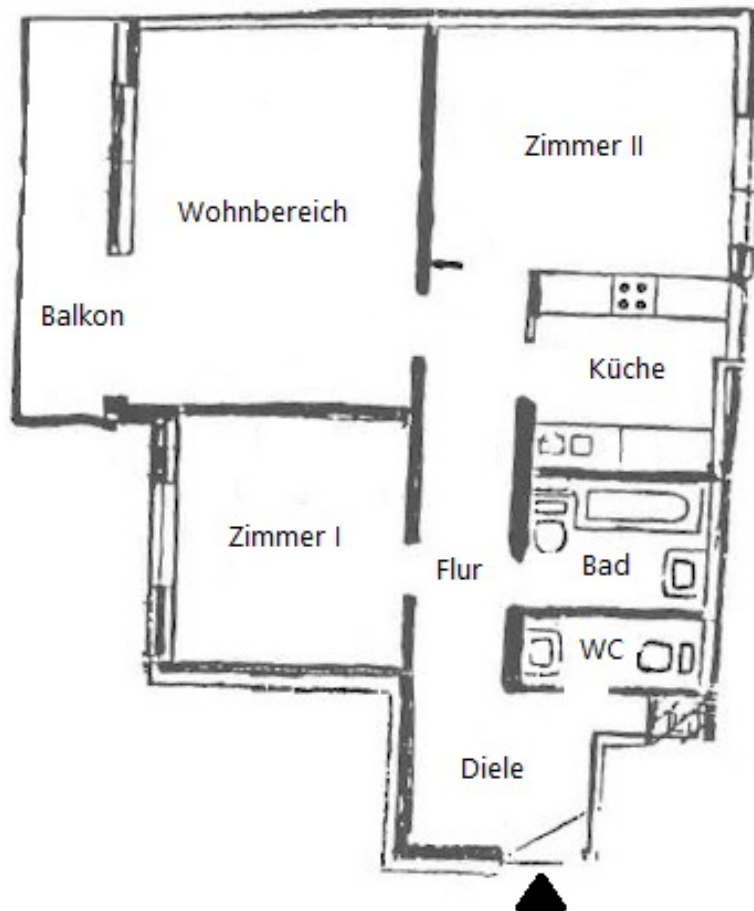 Zimmer II
Wohnbereich
Balkon
Küche
Zimmer I
Flur
Bad
WC
Diele